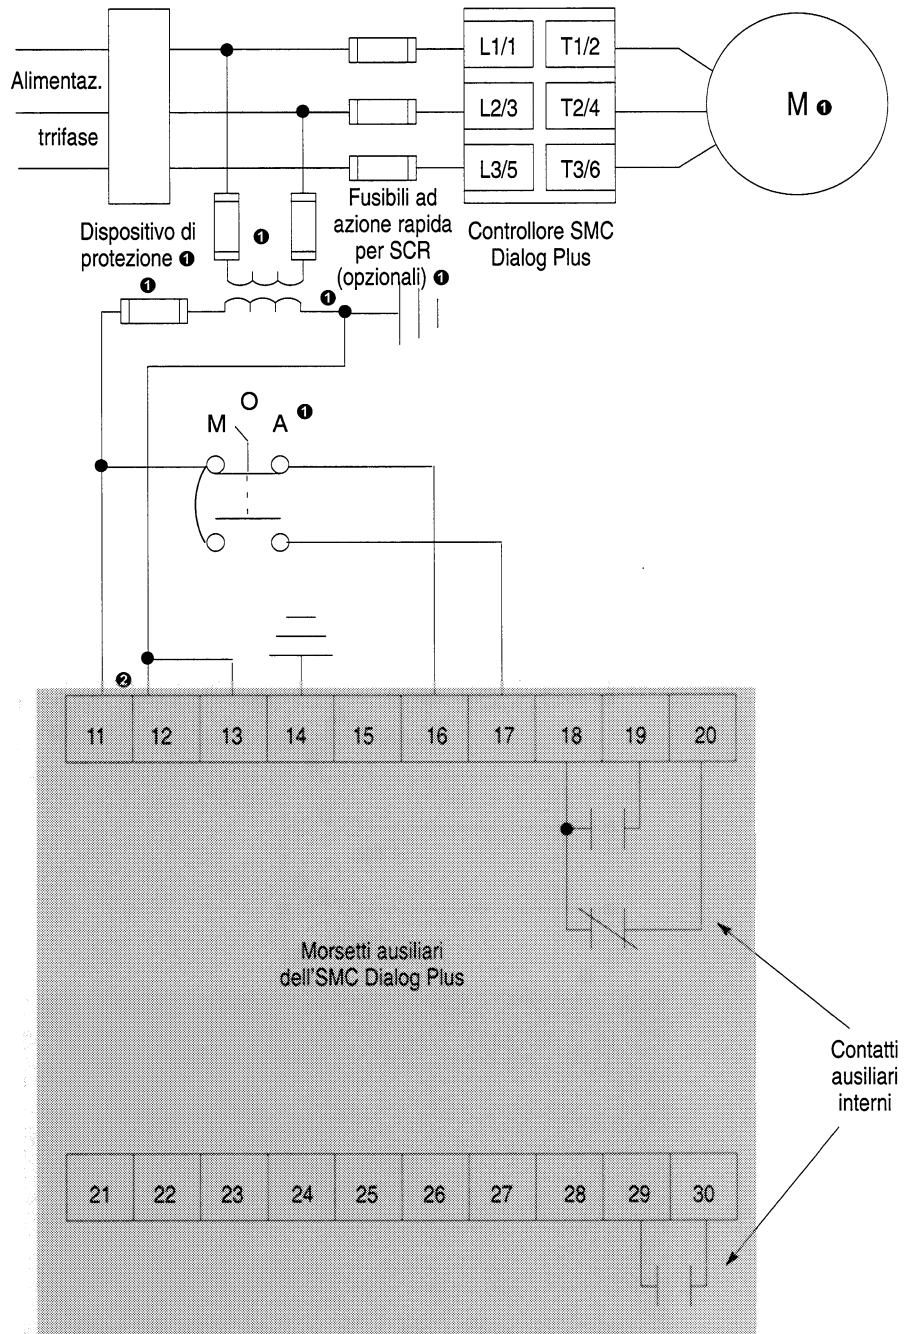 L1/1 T1/2
Alimentaz.
L2/3 T2/4
M ❶
trrifase
L3/5 T3/6
Dispositivo di
protezione ❶
❶
Fusibili ad
azione rapida
per SCR
(opzionali) ❶
Controllore SMC
Dialog Plus
❶
❶
M O A ❶
❷
11 12 13 14 15 16 17 18 19 20
Morsetti ausiliari
dell'SMC Dialog Plus
Contatti
ausiliari
interni
21 22 23 24 25 26 27 28 29 30